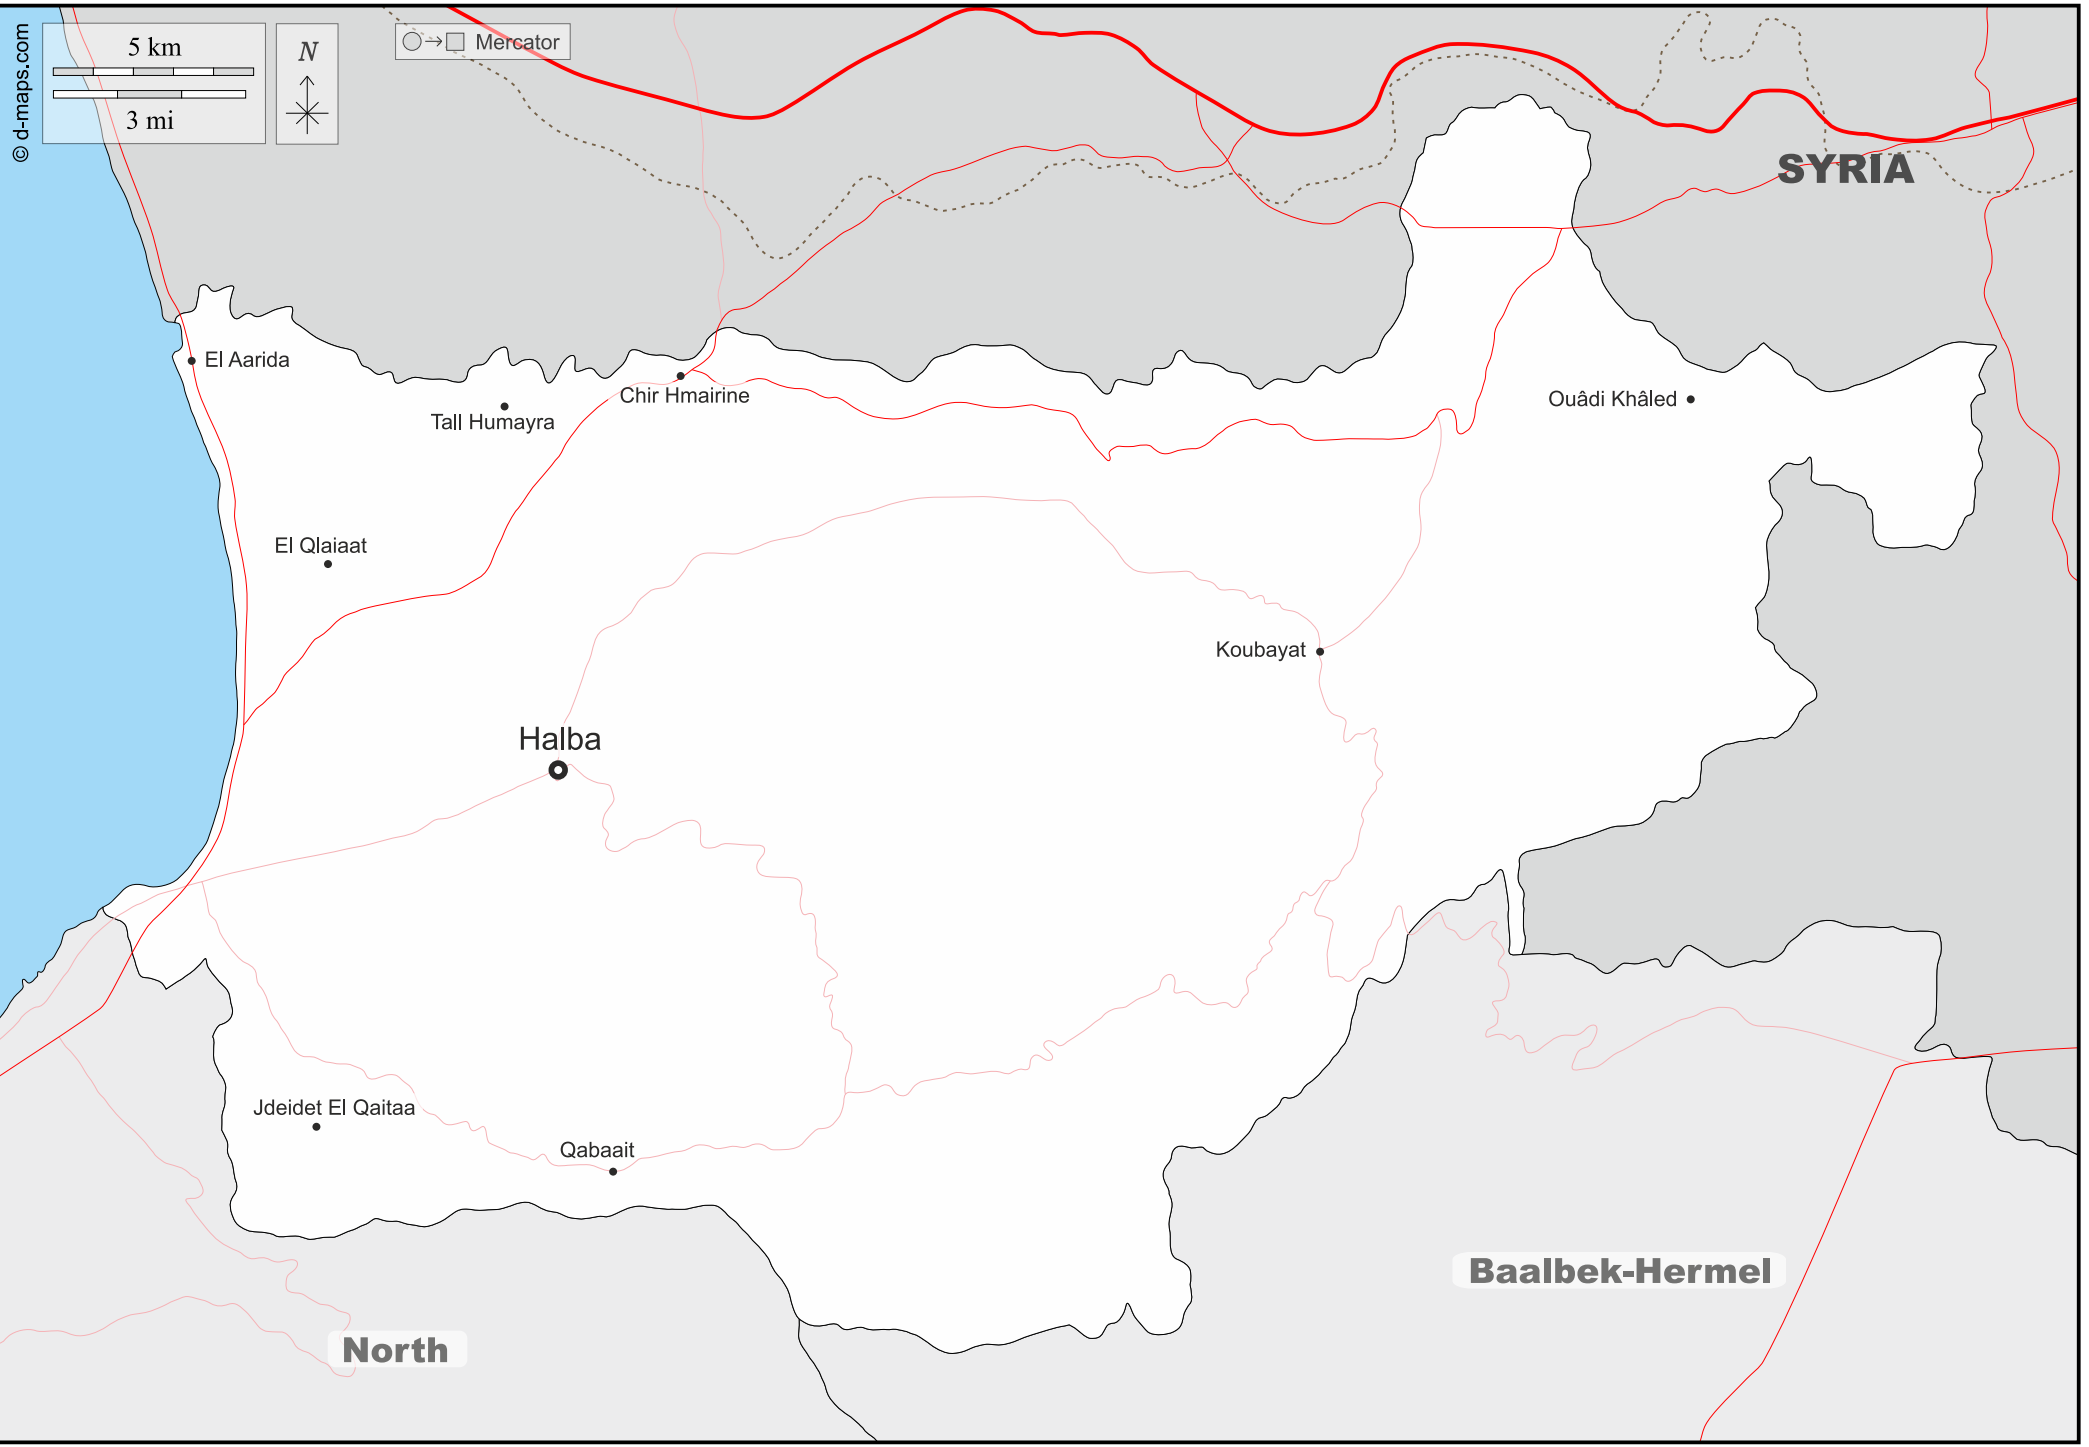 © d-maps.com
5 km
3 mi
N
Mercator
SYRIA
El Aarida
Chir Hmairine
Tall Humayra
Ouâdi Khâled
El Qlaiaat
Koubayat
Halba
Jdeidet El Qaitaa
Qabaait
Baalbek-Hermel
North